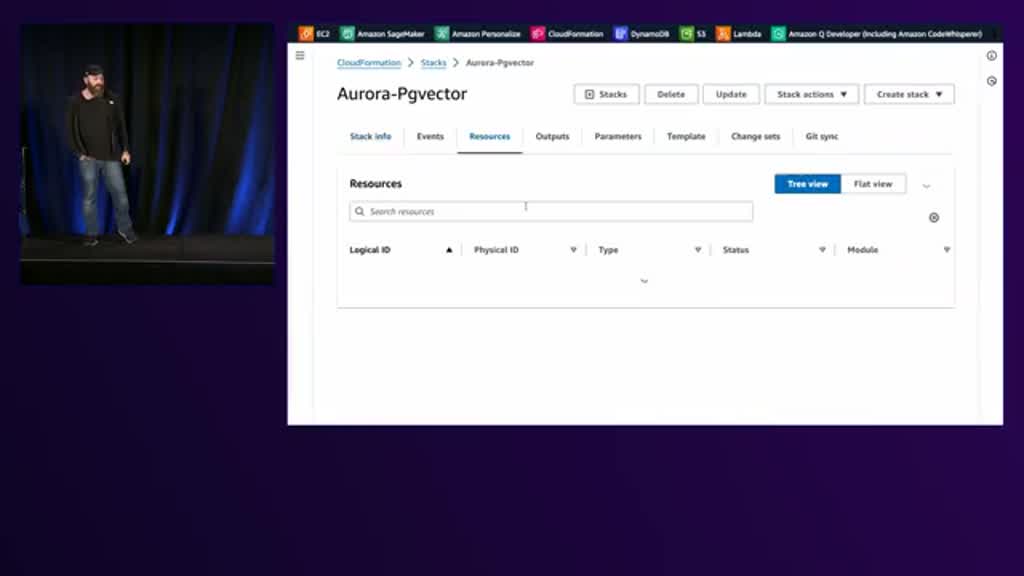 EC2 Amazon SageMaker Amazon Personalize CloudFormation DynamoDB S3 Lambda Amazon Q Developer (Including Amazon CodeWhisperer)
CloudFormation > Stacks > Aurora-Pgvector
Aurora-Pgvector
Stacks Delete Update Stack actions Create stack
Stack info Events Resources Outputs Parameters Template Change sets Git sync
Resources
Tree view Flat view
Search resources
Logical ID Physical ID Type Status Module